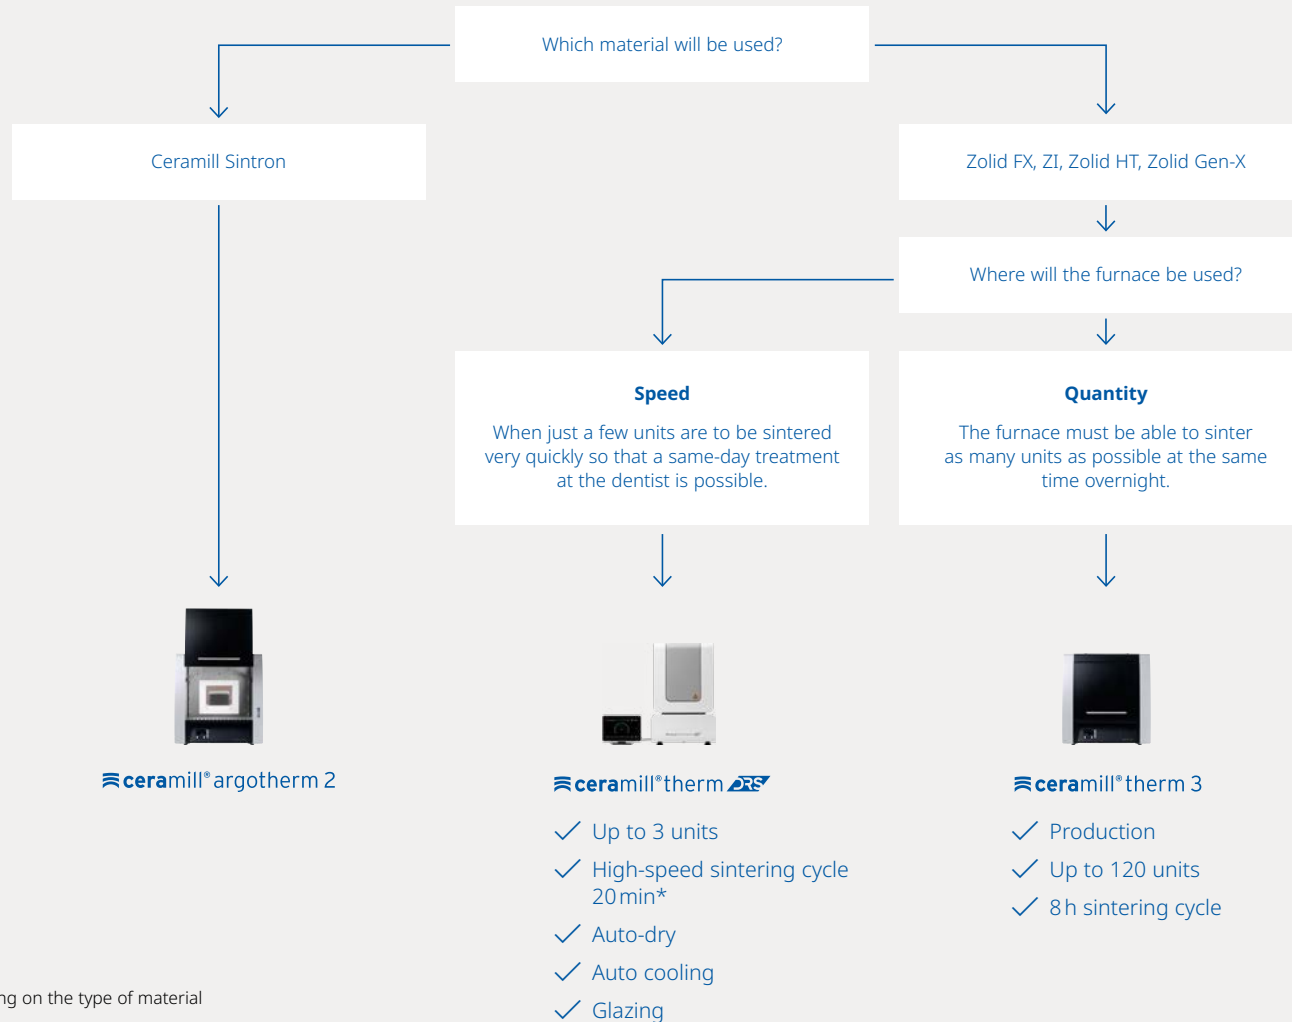 Which material will be used?
Ceramill Sintron
Zolid FX, ZI, Zolid HT, Zolid Gen-X
Where will the furnace be used?
Speed
When just a few units are to be sintered
very quickly so that a same-day treatment
at the dentist is possible.
Quantity
The furnace must be able to sinter
as many units as possible at the same
time overnight.
ceramill® argotherm 2
ceramill® therm DRS
Up to 3 units
High-speed sintering cycle
20 min*
Auto-dry
Auto cooling
Glazing
ceramill® therm 3
Production
Up to 120 units
8 h sintering cycle
ng on the type of material